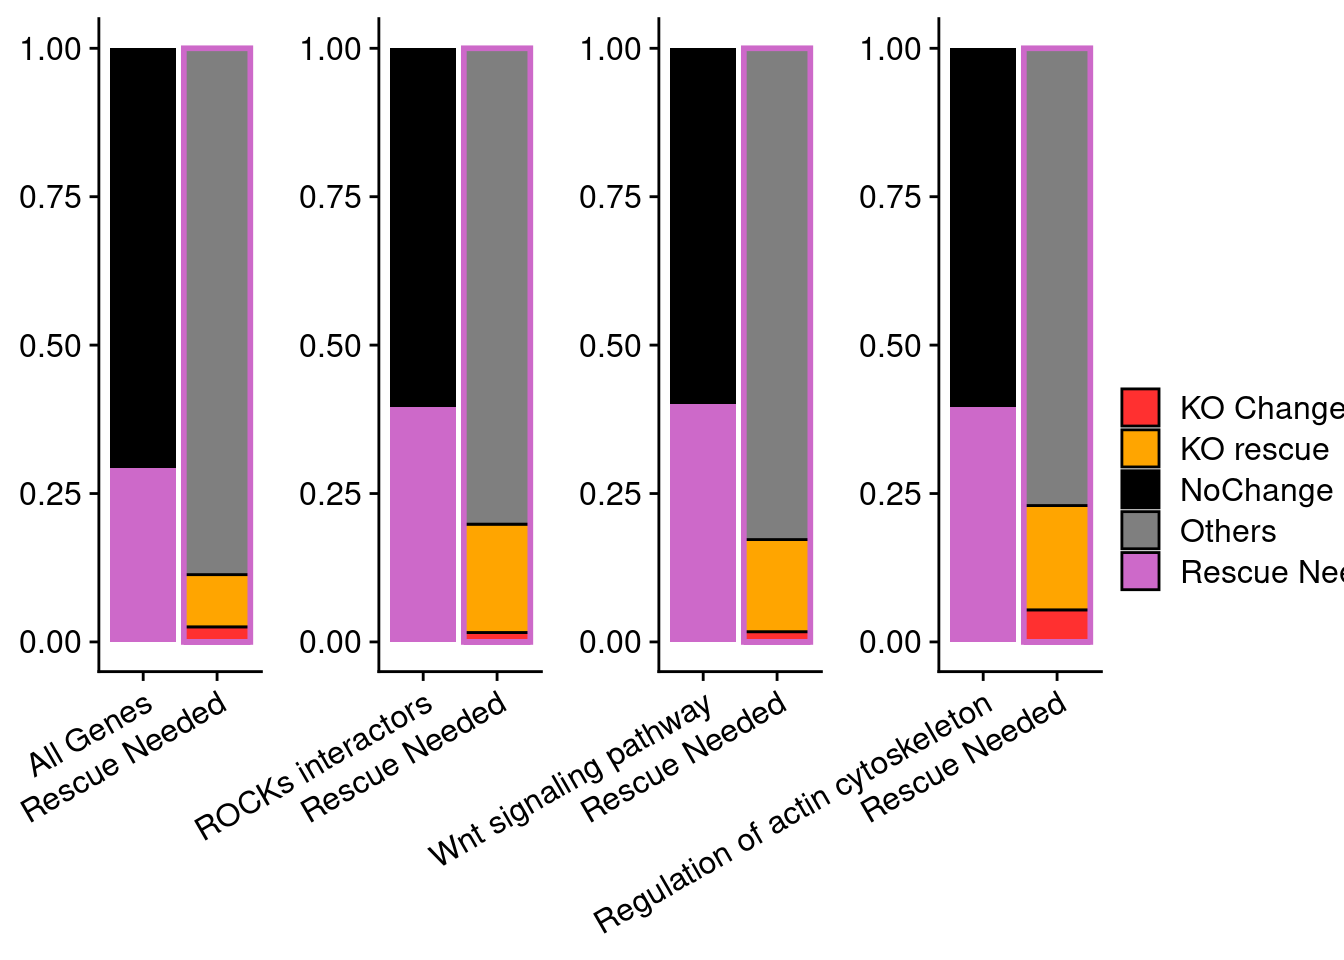 1.00
0.75
0.50
0.25
0.00
All Genes
Rescue Needed
1.00
0.75
0.50
0.25
0.00
ROCKs interactors
Rescue Needed
1.00
0.75
0.50
0.25
0.00
Wnt signaling pathway
Rescue Needed
1.00
0.75
0.50
0.25
0.00
Regulation of actin cytoskeleton
Rescue Needed
KO Change
KO rescue
NoChange
Others
Rescue